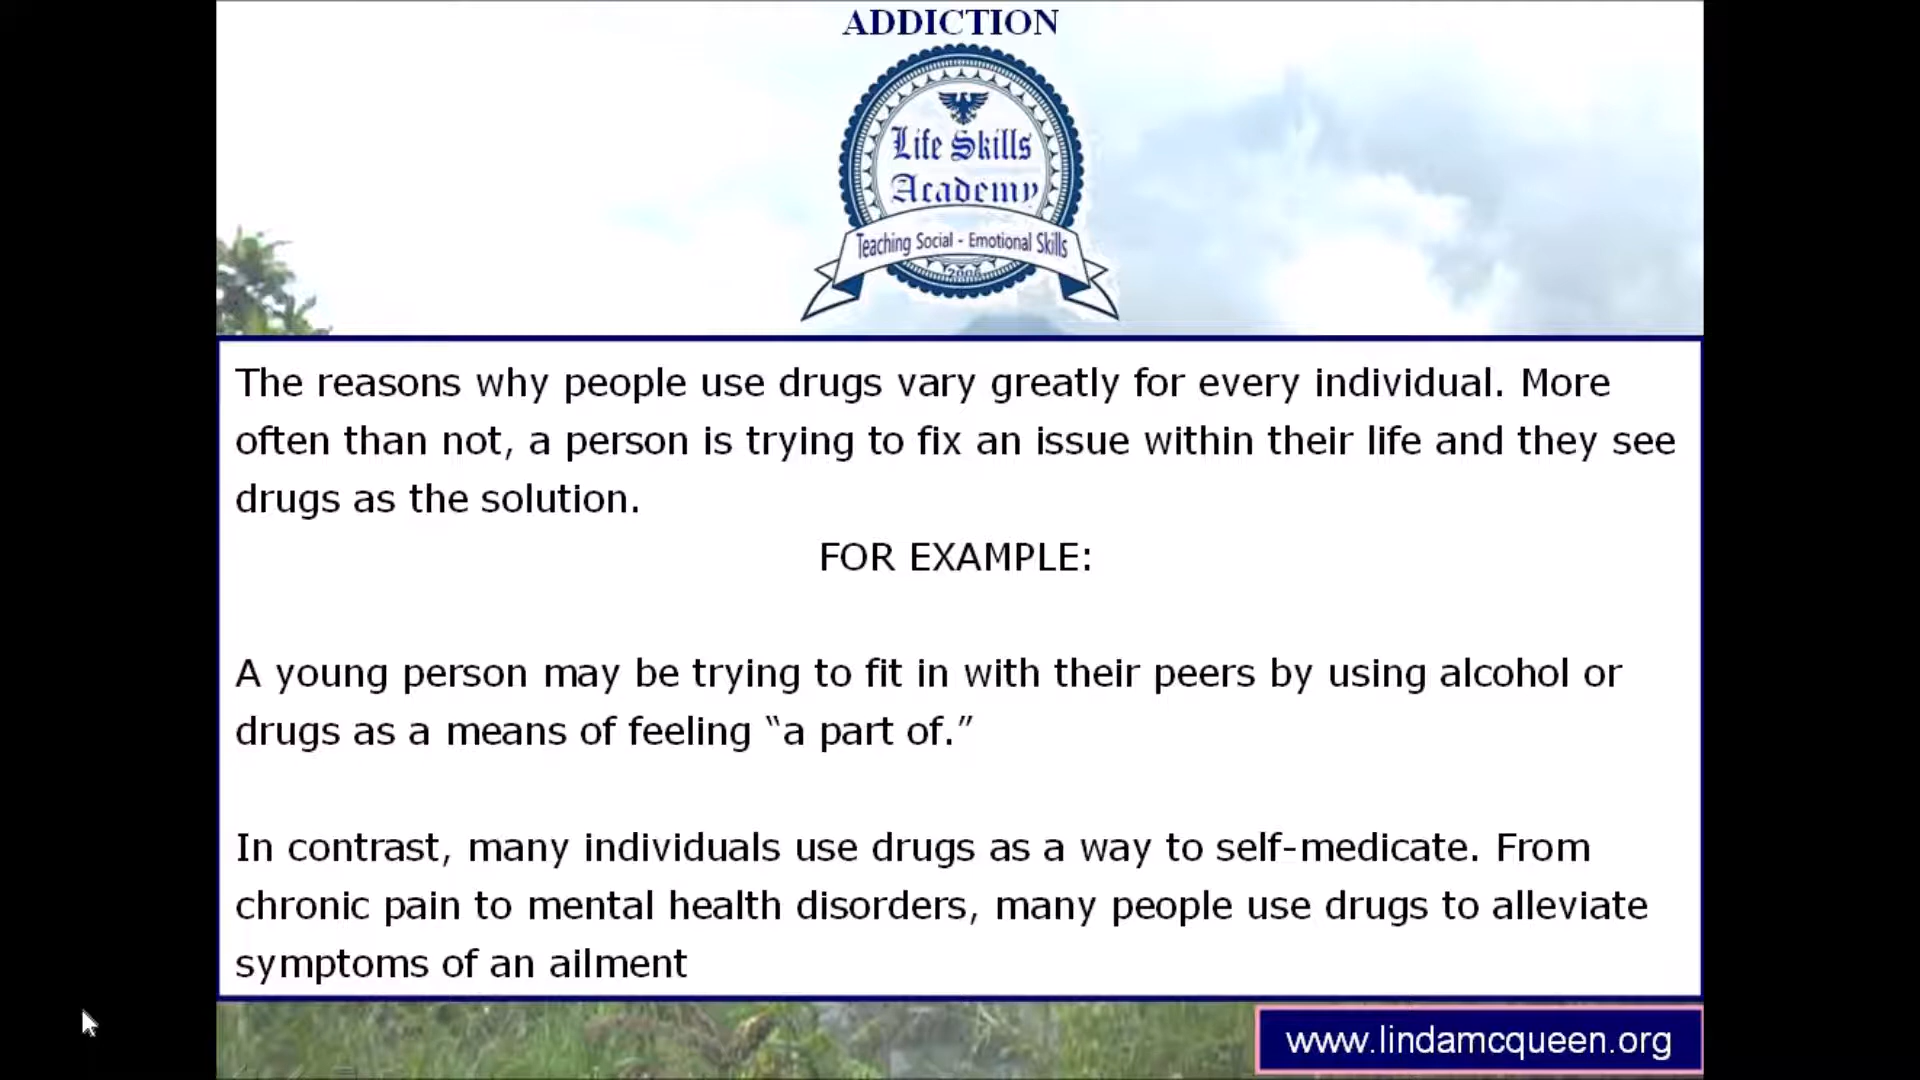 ADDICTION
Life Skills
Academy
Teaching Social - Emotional Skills
2006
The reasons why people use drugs vary greatly for every individual. More
often than not, a person is trying to fix an issue within their life and they see
drugs as the solution.
FOR EXAMPLE:
A young person may be trying to fit in with their peers by using alcohol or
drugs as a means of feeling “a part of.”
In contrast, many individuals use drugs as a way to self-medicate. From
chronic pain to mental health disorders, many people use drugs to alleviate
symptoms of an ailment
www.lindamcqueen.org